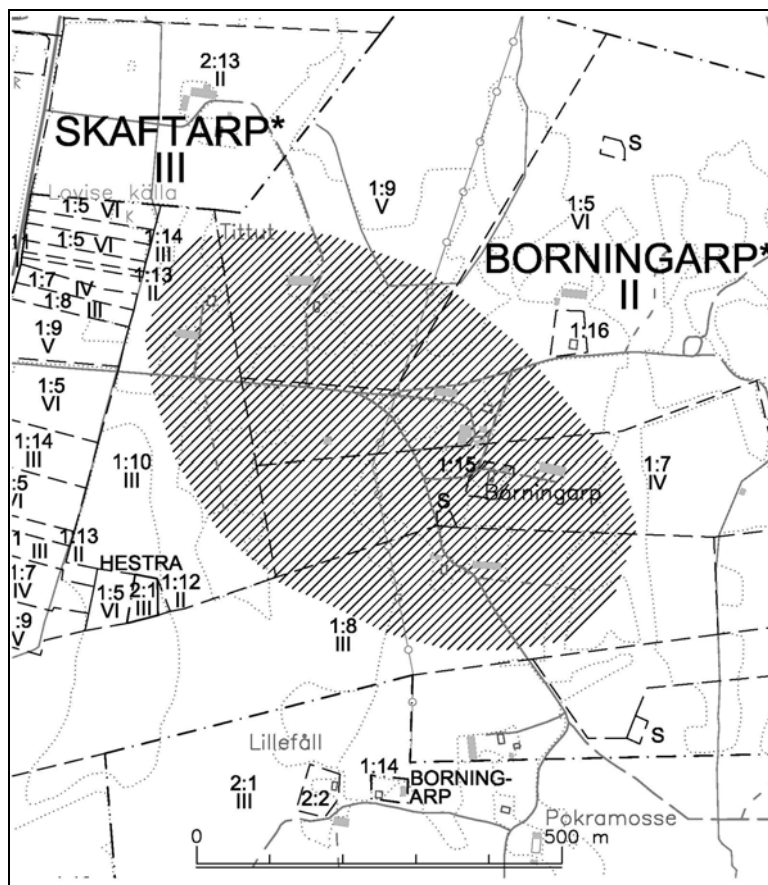 2:13
II
SKAFTARP*
III
Lovise källa
1:5 VI
1:5 VI
1:14
III
1:13
II
1:7
IV
1:8 III
1:9
V
Tittut
1:9
V
S
1:5
VI
BORNINGARP*
II
1:16
1:5
VI
1:14
III
:5
VI
1:10
III
1:15
Borningarp
S
1:7
IV
III
1:13
II
HESTRA
1:7
IV
1:5
VI
2:1
III
1:12
II
:9
V
1:8
III
S
Lillefåll
1:14
BORNING-
ARP
2:1
III
2:2
Pokramosse
0
500 m